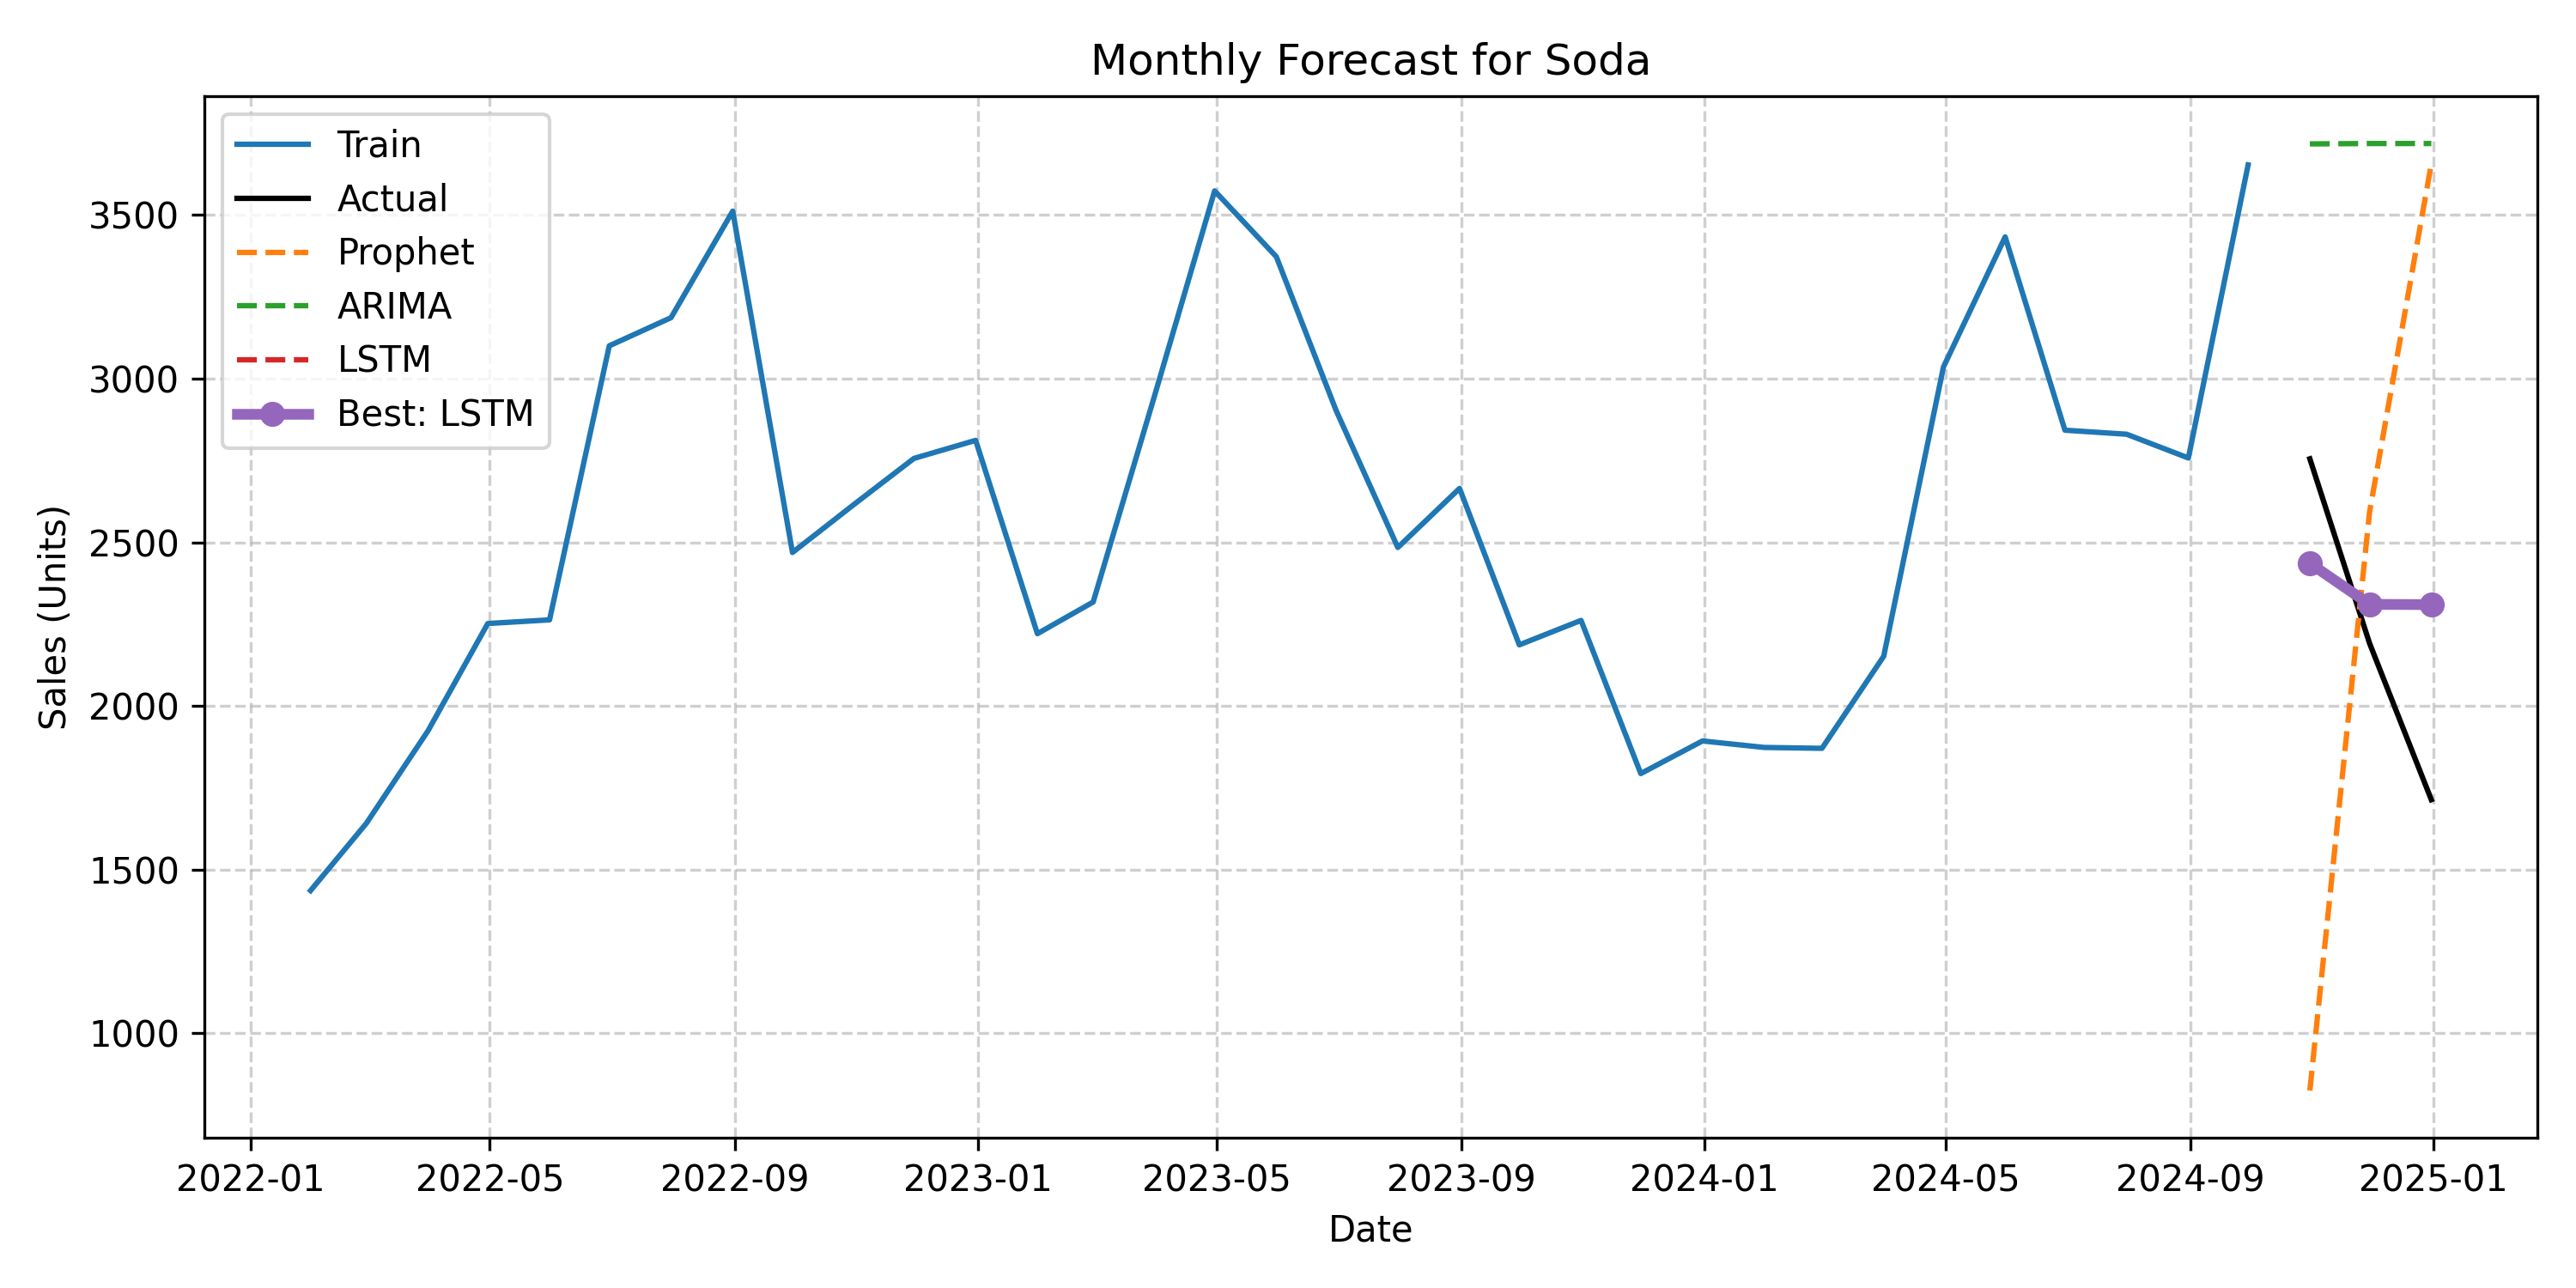 Monthly Forecast for Soda
Train
Actual
Prophet
ARIMA
LSTM
Best: LSTM
Sales (Units)
3500
3000
2500
2000
1500
1000
2022-01 2022-05 2022-09 2023-01 2023-05 2023-09 2024-01 2024-05 2024-09 2025-01
Date